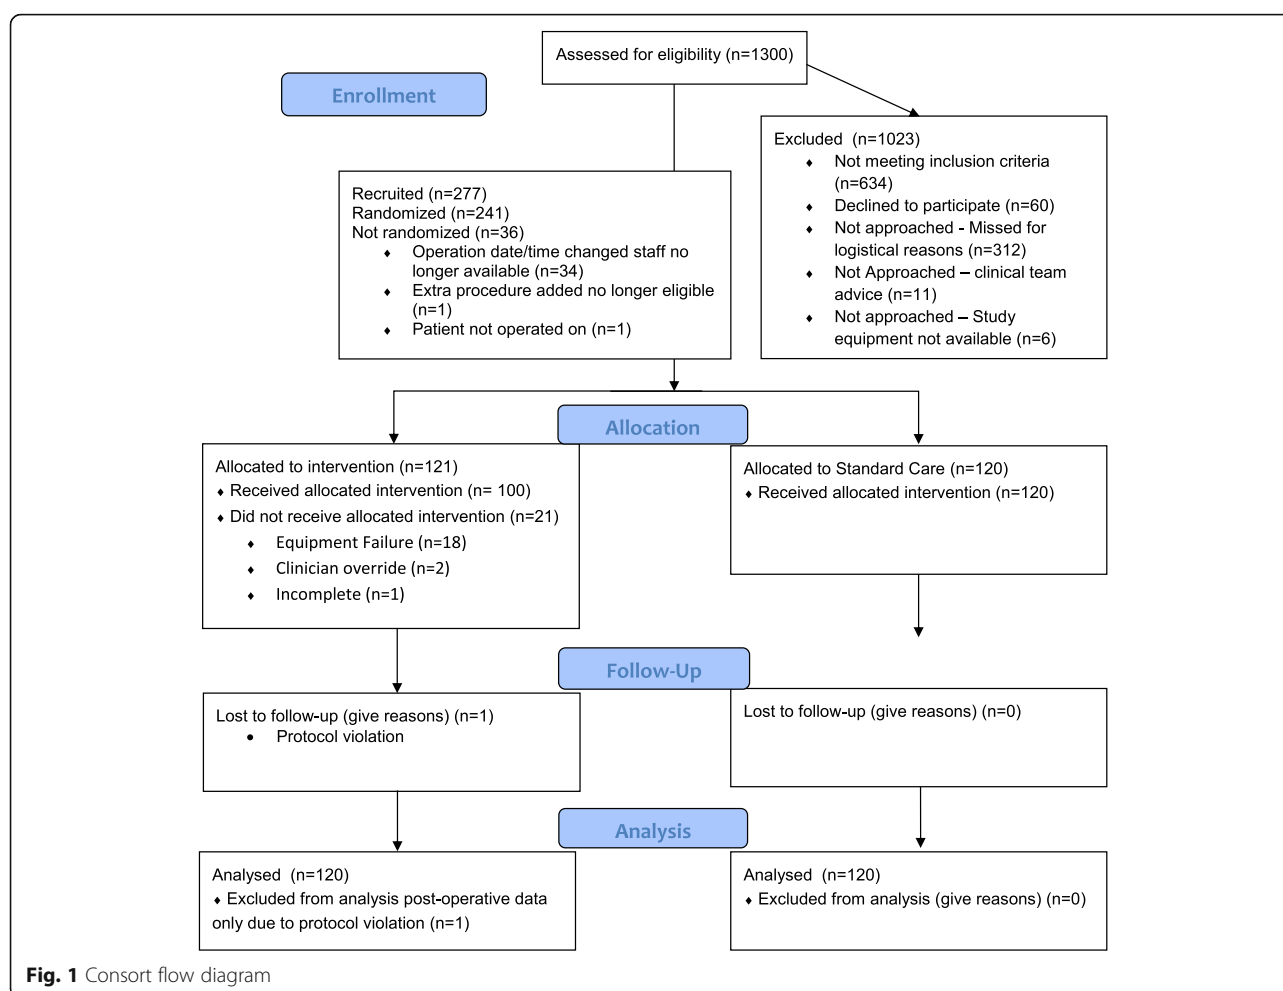 Assessed for eligibility (n=1300)
Enrollment
Excluded (n=1023)
♦ Not meeting inclusion criteria
(n=634)
♦ Declined to participate (n=60)
♦ Not approached - Missed for
logistical reasons (n=312)
♦ Not Approached – clinical team
advice (n=11)
♦ Not approached – Study
equipment not available (n=6)
Recruited (n=277)
Randomized (n=241)
Not randomized (n=36)
♦ Operation date/time changed staff no
longer available (n=34)
♦ Extra procedure added no longer eligible
(n=1)
♦ Patient not operated on (n=1)
Allocation
Allocated to intervention (n=121)
♦ Received allocated intervention (n= 100)
♦ Did not receive allocated intervention (n=21)
♦ Equipment Failure (n=18)
♦ Clinician override (n=2)
♦ Incomplete (n=1)
Allocated to Standard Care (n=120)
♦ Received allocated intervention (n=120)
Follow-Up
Lost to follow-up (give reasons) (n=1)
• Protocol violation
Lost to follow-up (give reasons) (n=0)
Analysis
Analysed (n=120)
♦ Excluded from analysis post-operative data
only due to protocol violation (n=1)
Analysed (n=120)
♦ Excluded from analysis (give reasons) (n=0)
Fig. 1 Consort flow diagram